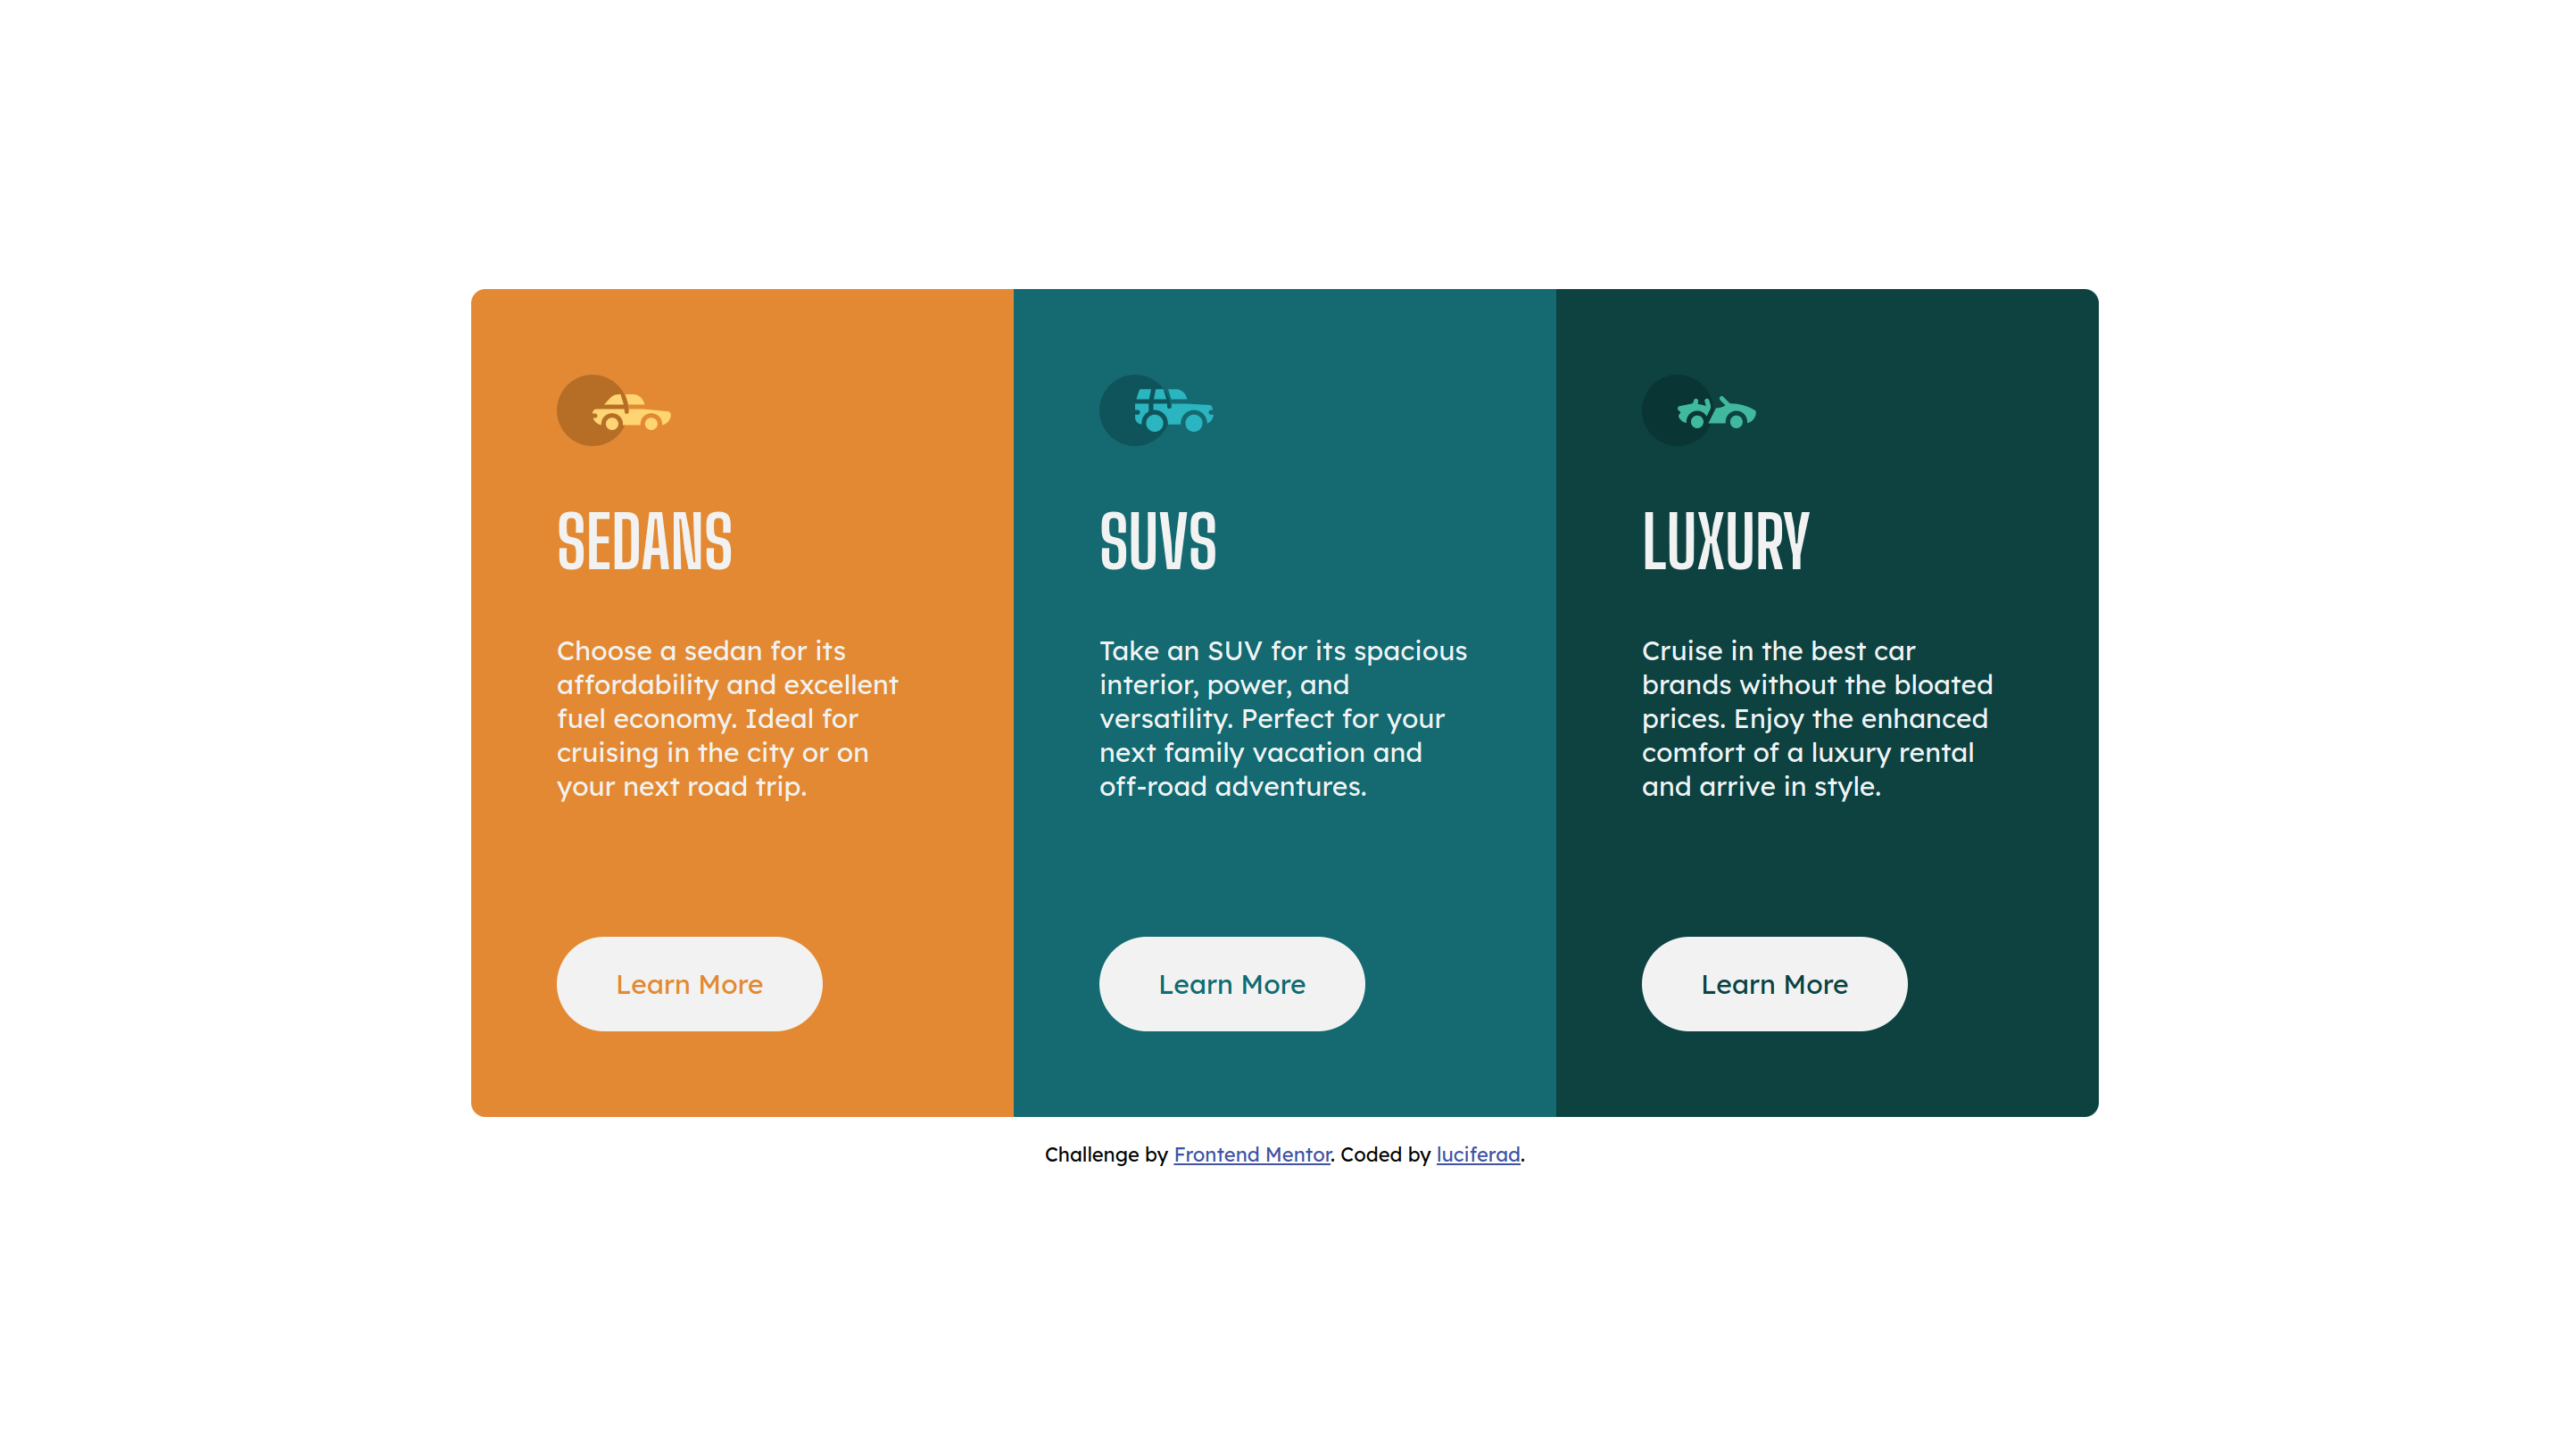 SEDANS
Choose a sedan for its
affordability and excellent
fuel economy. Ideal for
cruising in the city or on
your next road trip.
Learn More
SUVS
Take an SUV for its spacious
interior, power, and
versatility. Perfect for your
next family vacation and
off-road adventures.
Learn More
LUXURY
Cruise in the best car
brands without the bloated
prices. Enjoy the enhanced
comfort of a luxury rental
and arrive in style.
Learn More
Challenge by Frontend Mentor. Coded by luciferad.